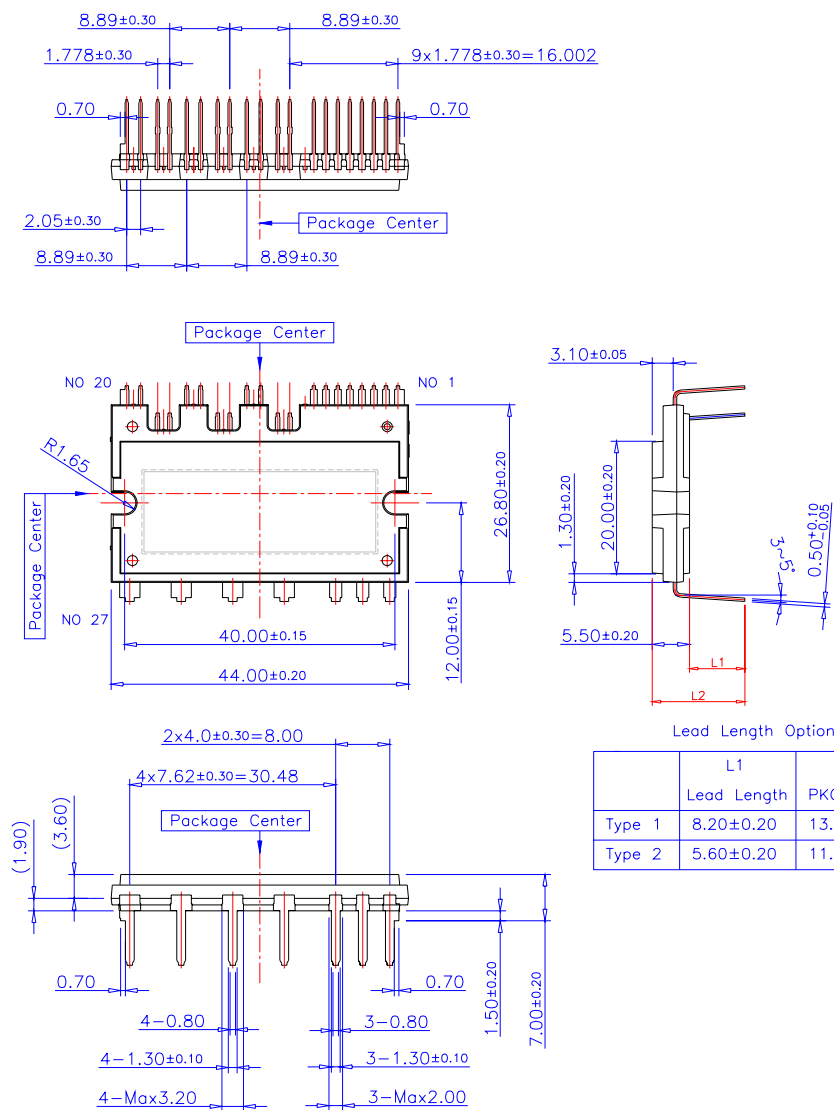 8.89±0.30
8.89±0.30
1.778±0.30
9x1.778±0.30=16.002
0.70
0.70
Package Center
2.05±0.30
8.89±0.30
8.89±0.30
Package Center
3.10±0.05
NO 20
NO 1
R1.65
26.80±0.20
1.30±0.20
20.00±0.20
3~5°
0.50+0.10
-0.05
Package Center
NO 27
40.00±0.15
12.00±0.15
5.50±0.20
44.00±0.20
L1
L2
2x4.0±0.30=8.00
Lead Length Option
4x7.62±0.30=30.48
L1
Lead Length
PKG
Package Center
Type 1
8.20±0.20
13.
Type 2
5.60±0.20
11.
(1.90)
(3.60)
0.70
0.70
1.50±0.20
7.00±0.20
4-0.80
3-0.80
4-1.30±0.10
3-1.30±0.10
4-Max3.20
3-Max2.00